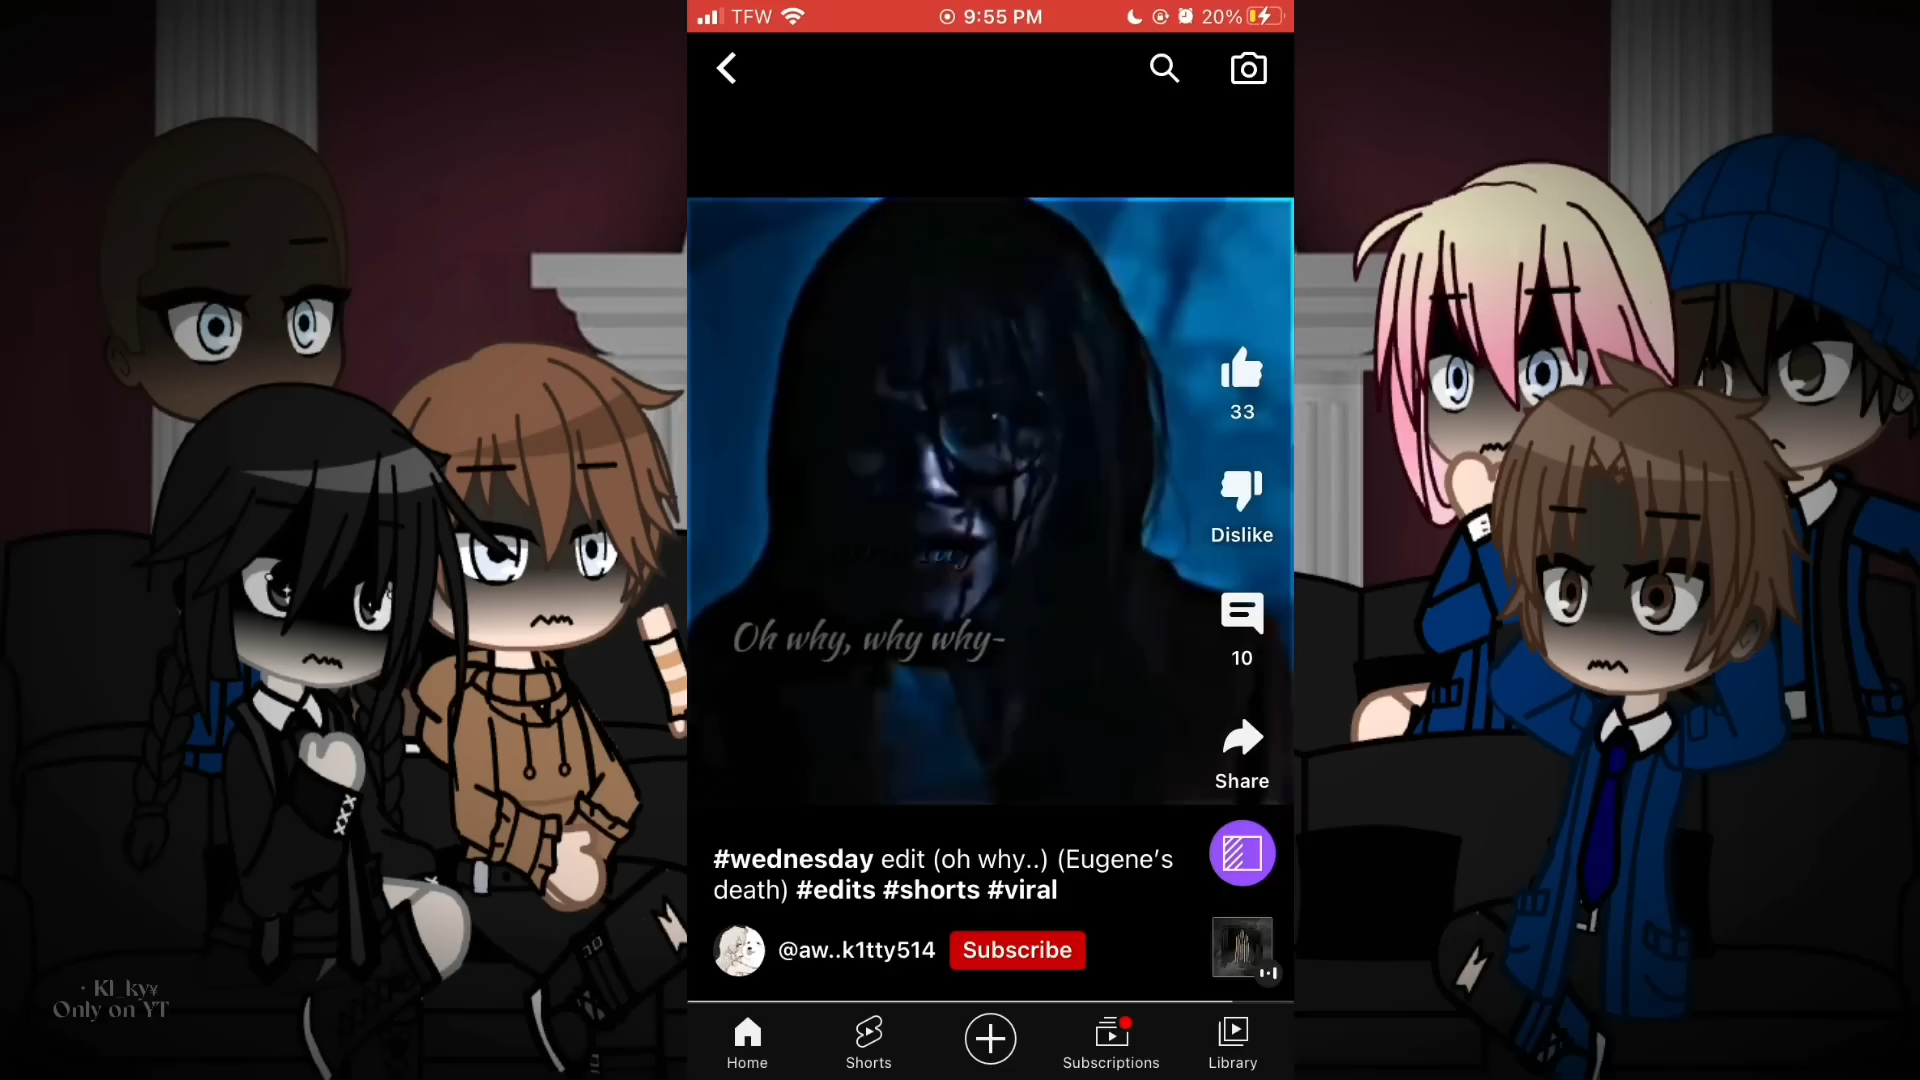 TFW 9:55 PM 20%
33
Dislike
Oh why, why why-
10
Share
#wednesday edit (oh why..) (Eugene's
death) #edits #shorts #viral
@aw..k1tty514 Subscribe
· Kl_ky¥
Only on YT
Home Shorts Subscriptions Library